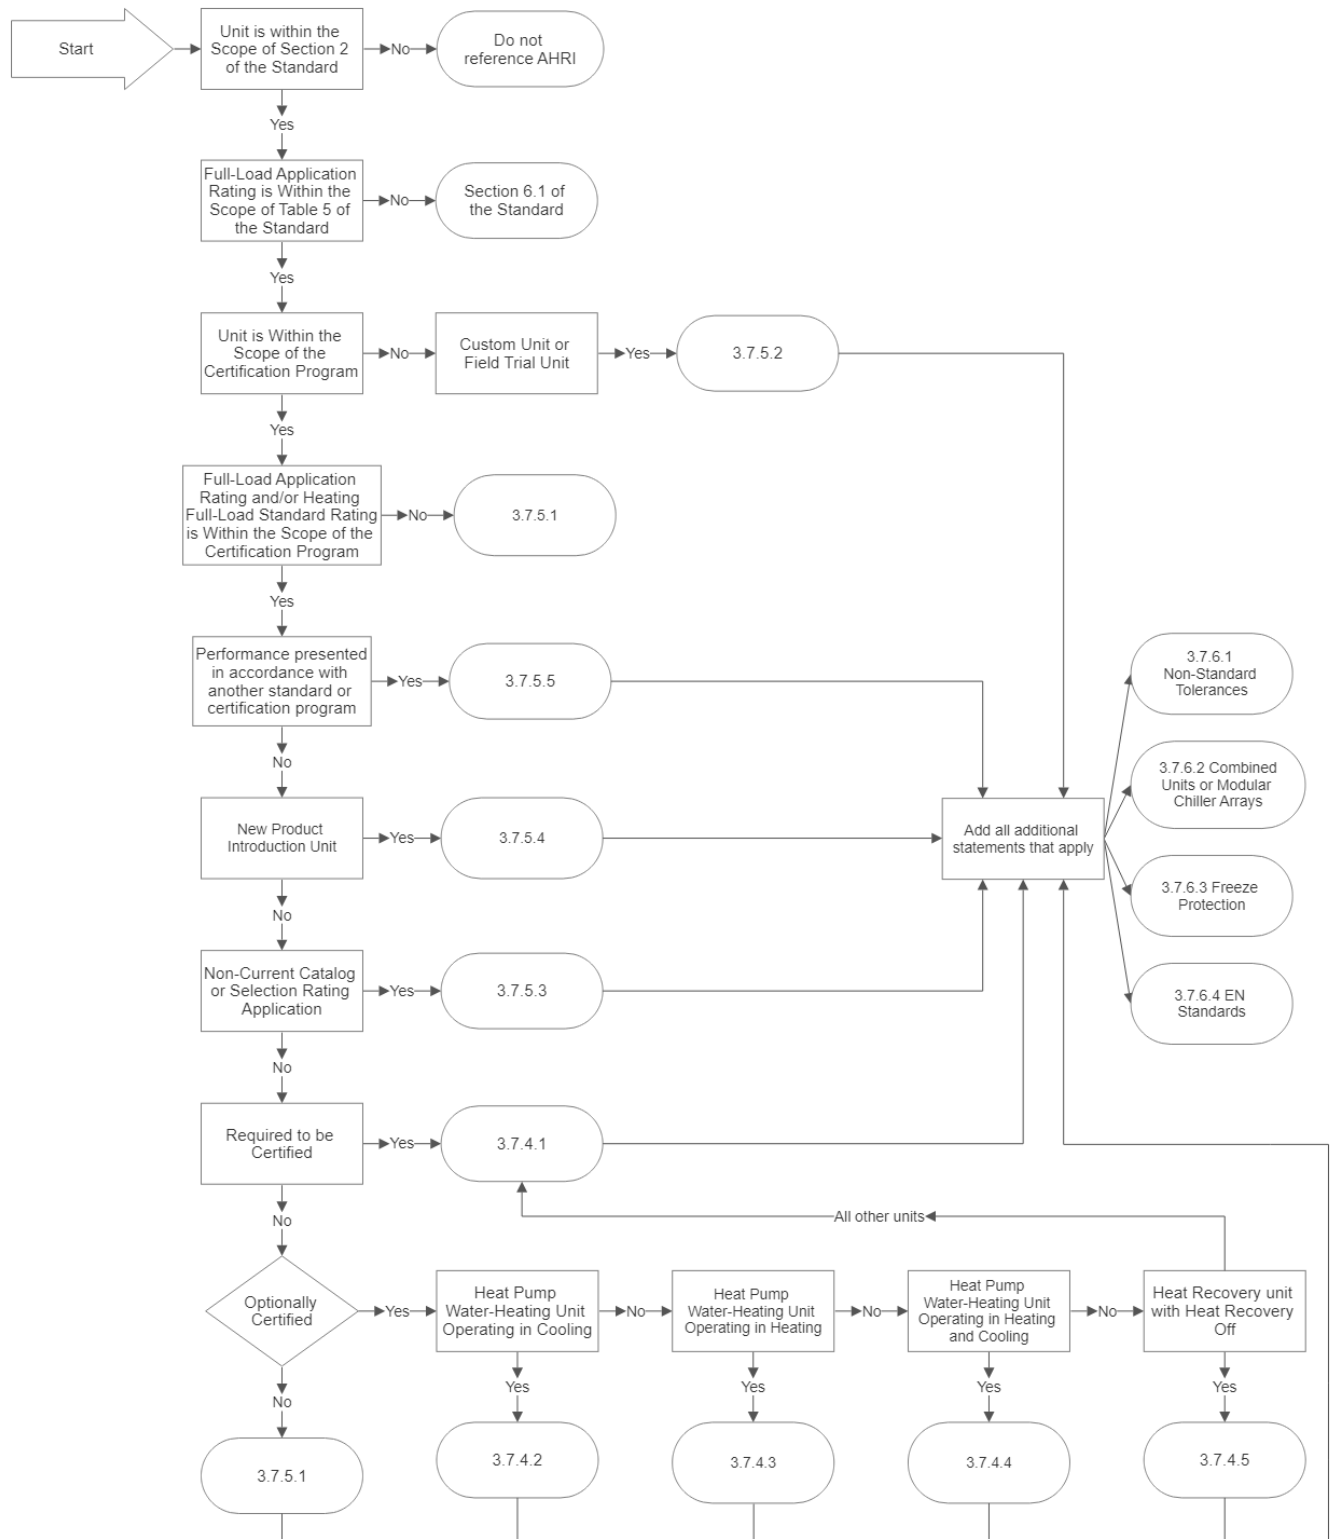 Start
Unit is within the
Scope of Section 2
of the Standard
No
Do not
reference AHRI
Yes
Full-Load Application
Rating is Within the
Scope of Table 5 of
the Standard
No
Section 6.1 of
the Standard
Yes
Unit is Within the
Scope of the
Certification Program
No
Custom Unit or
Field Trial Unit
Yes
3.7.5.2
Yes
Full-Load Application
Rating and/or Heating
Full-Load Standard Rating
is Within the Scope of the
Certification Program
No
3.7.5.1
Yes
Performance presented
in accordance with
another standard or
certification program
Yes
3.7.5.5
3.7.6.1
Non-Standard
Tolerances
No
3.7.6.2 Combined
Units or Modular
Chiller Arrays
New Product
Introduction Unit
Yes
3.7.5.4
Add all additional
statements that apply
3.7.6.3 Freeze
Protection
No
Non-Current Catalog
or Selection Rating
Application
Yes
3.7.5.3
3.7.6.4 EN
Standards
No
Required to be
Certified
Yes
3.7.4.1
No
All other units
Optionally
Certified
Yes
Heat Pump
Water-Heating Unit
Operating in Cooling
No
Heat Pump
Water-Heating Unit
Operating in Heating
No
Heat Pump
Water-Heating Unit
Operating in Heating
and Cooling
No
Heat Recovery unit
with Heat Recovery
Off
No
Yes
Yes
Yes
Yes
3.7.5.1
3.7.4.2
3.7.4.3
3.7.4.4
3.7.4.5